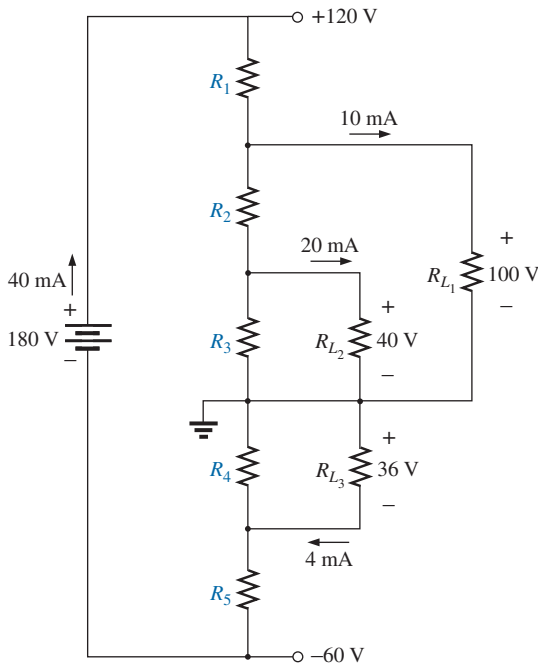 +120 V
R1
10 mA
R2
20 mA
40 mA
+
180 V
–
R3
+
RL2 40 V
–
+
RL1 100 V
–
R4
+
RL3 36 V
–
4 mA
R5
–60 V